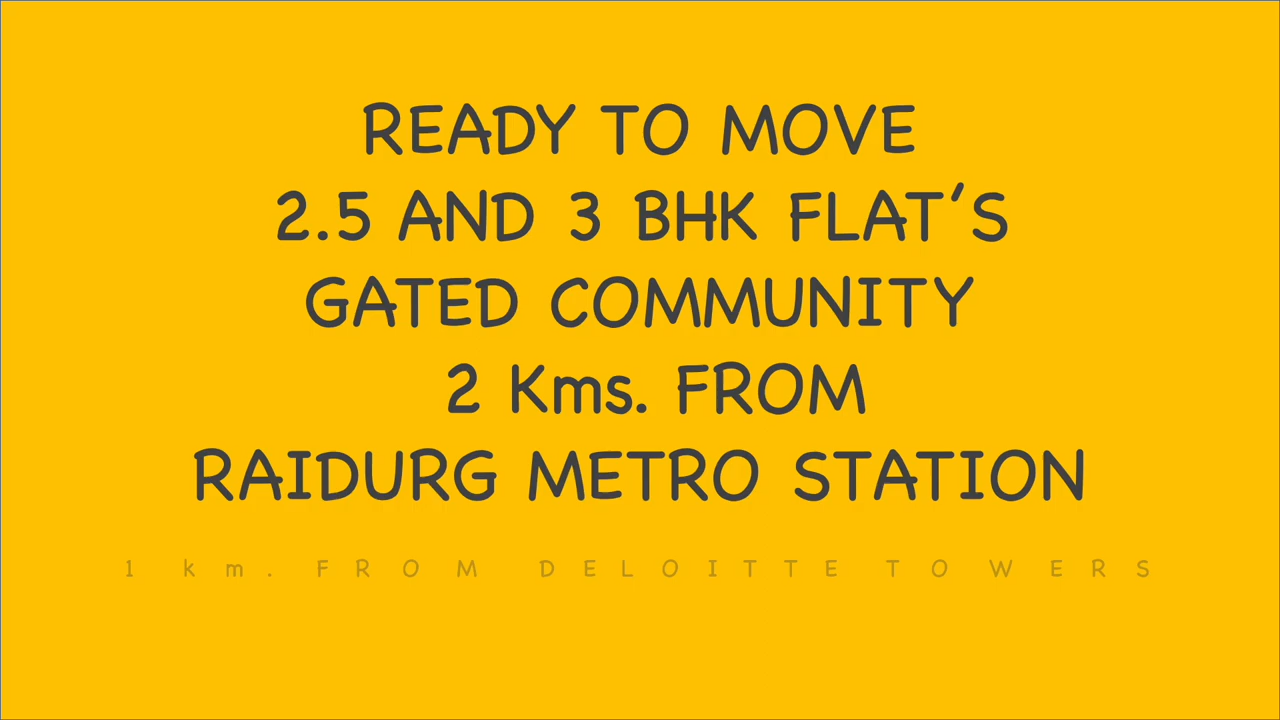 READY TO MOVE
2.5 AND 3 BHK FLAT'S
GATED COMMUNITY
2 Kms. FROM
RAIDURG METRO STATION
1 km. FROM DELOITTE TOWERS